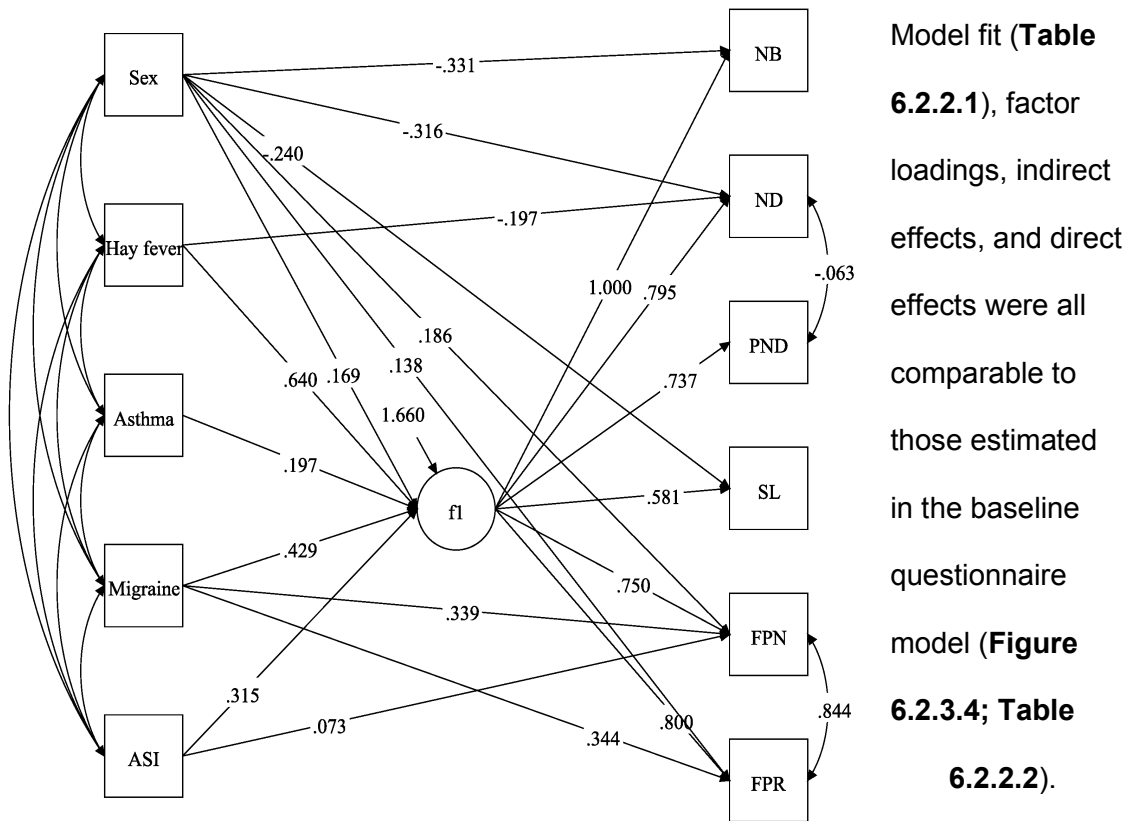 Sex
Hay fever
Asthma
Migraine
ASI
-.331
-.316
-.240
-.197
.186
.138
.640
.169
1.660
.197
.429
.339
.315
.073
.344
f1
1.000
.795
.737
.581
.750
.800
NB
ND
PND
SL
FPN
FPR
-.063
.844
Model fit (Table
6.2.2.1), factor
loadings, indirect
effects, and direct
effects were all
comparable to
those estimated
in the baseline
questionnaire
model (Figure
6.2.3.4; Table
6.2.2.2).